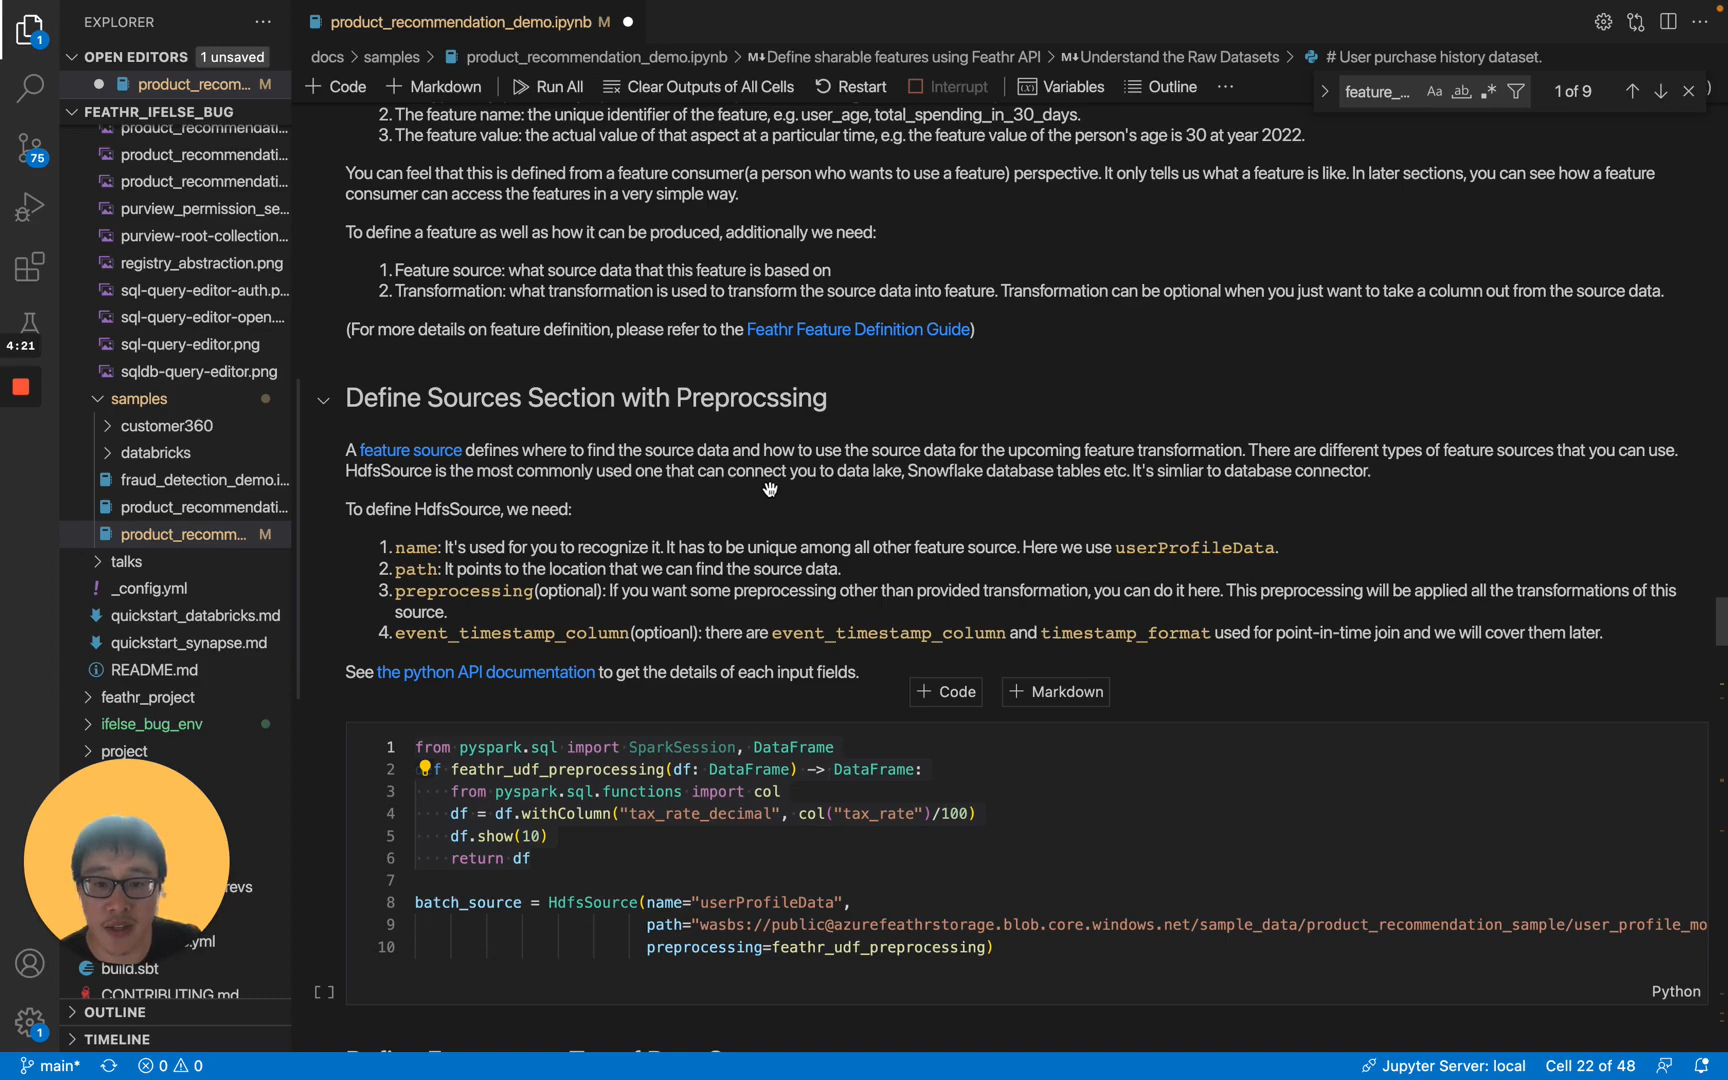 EXPLORER
product_recommendation_demo.ipynb M
1
OPEN EDITORS 1 unsaved
product_recom... M
docs > samples > product_recommendation_demo.ipynb > M↓Define sharable features using Feathr API > M↓Understand the Raw Datasets > # User purchase history dataset.
+ Code + Markdown Run All Clear Outputs of All Cells Restart Interrupt Variables Outline ...
feature_... Aa ab .* 1 of 9
FEATHR_IFELSE_BUG
product_recommendati...
product_recommendati...
product_recommendati...
purview_permission_se...
purview-root-collection...
registry_abstraction.png
sql-query-editor-auth.p...
sql-query-editor-open....
sql-query-editor.png
sqldb-query-editor.png
samples
customer360
databricks
fraud_detection_demo.i...
product_recommendati...
product_recomm... M
talks
! _config.yml
quickstart_databricks.md
quickstart_synapse.md
README.md
feathr_project
ifelse_bug_env
project
revs
.yml
build.sbt
CONTRIBUTING.md
OUTLINE
TIMELINE
75
4:21
1
2. The feature name: the unique identifier of the feature, e.g. user_age, total_spending_in_30_days.
3. The feature value: the actual value of that aspect at a particular time, e.g. the feature value of the person's age is 30 at year 2022.
You can feel that this is defined from a feature consumer(a person who wants to use a feature) perspective. It only tells us what a feature is like. In later sections, you can see how a feature
consumer can access the features in a very simple way.
To define a feature as well as how it can be produced, additionally we need:
1. Feature source: what source data that this feature is based on
2. Transformation: what transformation is used to transform the source data into feature. Transformation can be optional when you just want to take a column out from the source data.
(For more details on feature definition, please refer to the Feathr Feature Definition Guide)
Define Sources Section with Preprocssing
A feature source defines where to find the source data and how to use the source data for the upcoming feature transformation. There are different types of feature sources that you can use.
HdfsSource is the most commonly used one that can connect you to data lake, Snowflake database tables etc. It's simliar to database connector.
To define HdfsSource, we need:
1. name: It's used for you to recognize it. It has to be unique among all other feature source. Here we use userProfileData.
2. path: It points to the location that we can find the source data.
3. preprocessing(optional): If you want some preprocessing other than provided transformation, you can do it here. This preprocessing will be applied all the transformations of this
source.
4. event_timestamp_column(optioanl): there are event_timestamp_column and timestamp_format used for point-in-time join and we will cover them later.
See the python API documentation to get the details of each input fields.
+ Code + Markdown
1 from pyspark.sql import SparkSession, DataFrame
2 f feathr_udf_preprocessing(df: DataFrame) -> DataFrame:
3 from pyspark.sql.functions import col
4 df = df.withColumn("tax_rate_decimal", col("tax_rate")/100)
5 df.show(10)
6 return df
7
8 batch_source = HdfsSource(name="userProfileData",
9 path="wasbs://public@azurefeathrstorage.blob.core.windows.net/sample_data/product_recommendation_sample/user_profile_mo
10 preprocessing=feathr_udf_preprocessing)
[ ]
Python
main* 0 0
Jupyter Server: local Cell 22 of 48